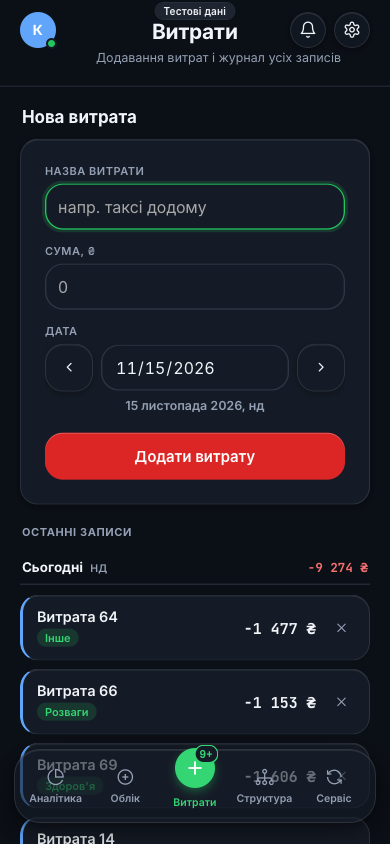 Тестові дані
К
Витрати
Додавання витрат і журнал усіх записів
Нова витрата
НАЗВА ВИТРАТИ
напр. таксі додому
СУМА, ₴
0
ДАТА
11/15/2026
15 листопада 2026, нд
Додати витрату
ОСТАННІ ЗАПИСИ
Сьогодні нд -9 274 ₴
Витрата 64
-1 477 ₴
Інше
Витрата 66
-1 153 ₴
Розваги
Витрата 69
-1 606 ₴
Здоров'я
9+
Аналітика Облік Витрати Структура Сервіс
Витрата 14